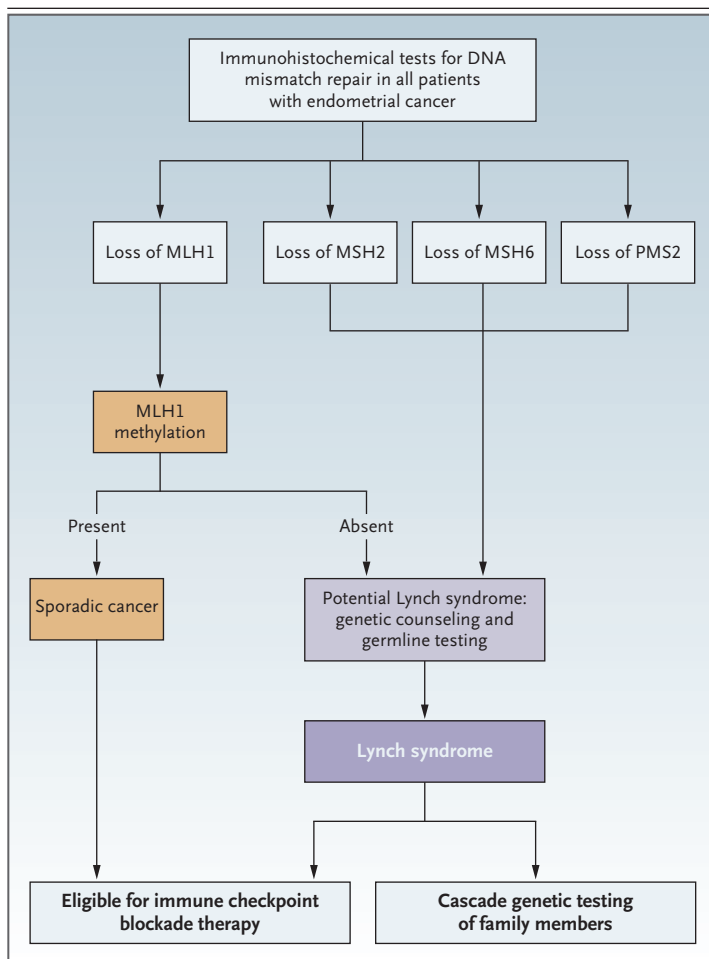 Immunohistochemical tests for DNA
mismatch repair in all patients
with endometrial cancer
Loss of MLH1
Loss of MSH2
Loss of MSH6
Loss of PMS2
MLH1
methylation
Present
Absent
Sporadic cancer
Potential Lynch syndrome:
genetic counseling and
germline testing
Lynch syndrome
Eligible for immune checkpoint
blockade therapy
Cascade genetic testing
of family members